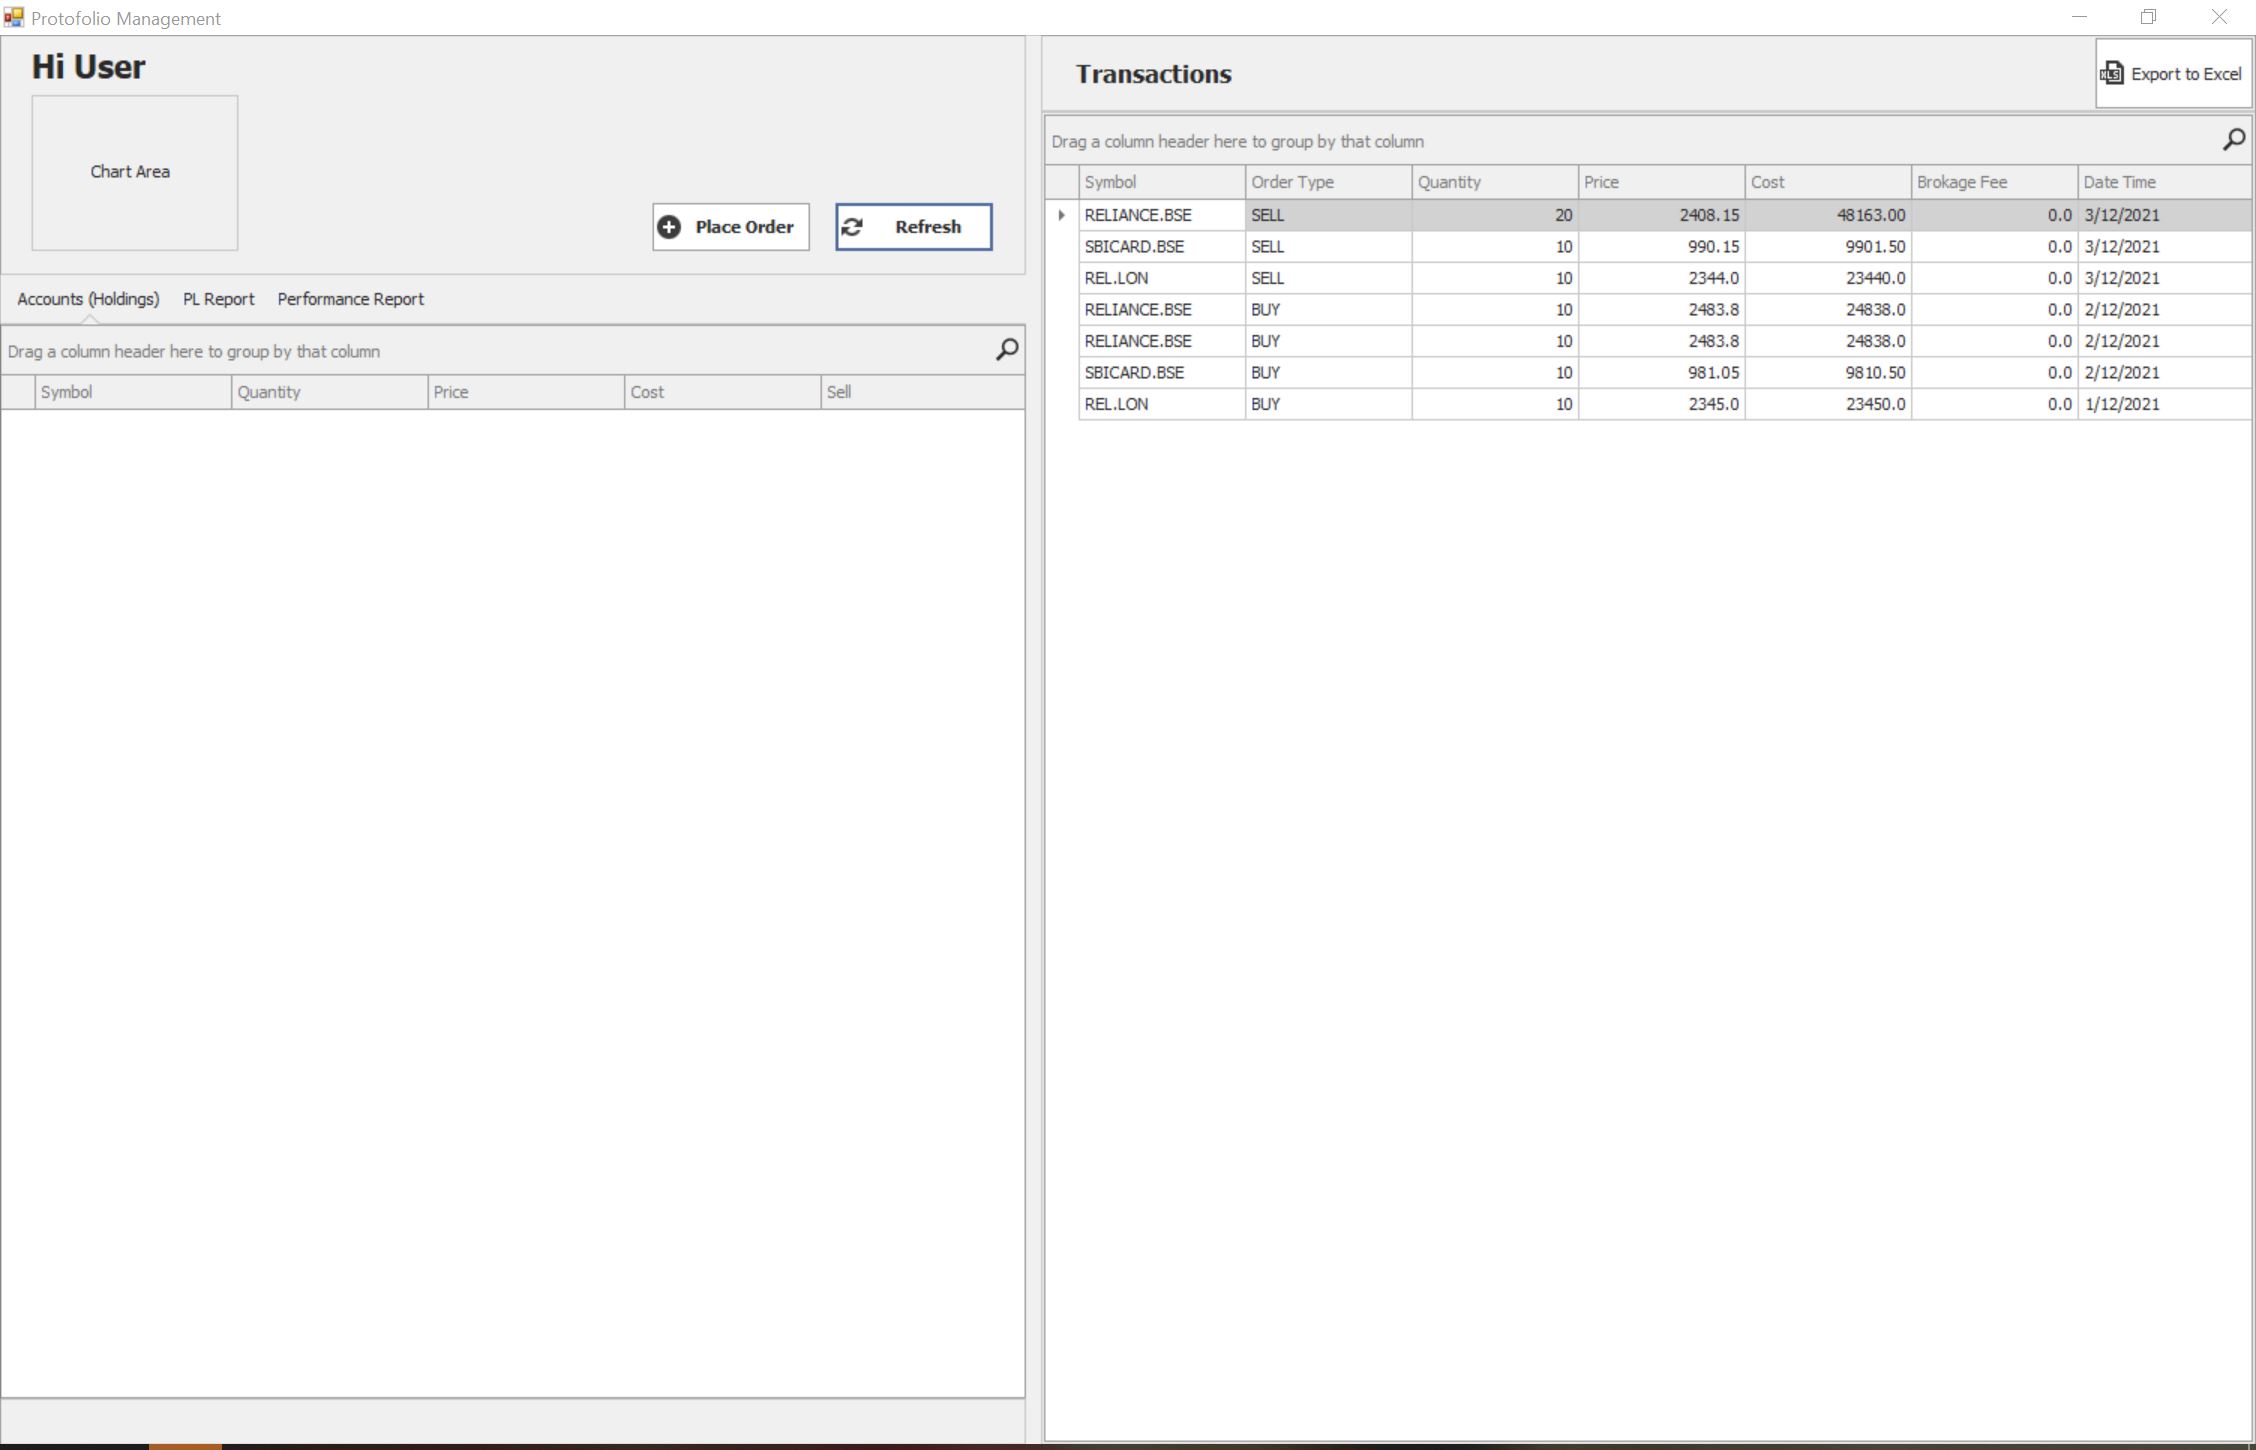 Protofolio Management
Hi User
Chart Area
Place Order
Refresh
Accounts (Holdings) PL Report Performance Report
Drag a column header here to group by that column
Symbol Quantity Price Cost Sell
Transactions
XLS Export to Excel
Drag a column header here to group by that column
Symbol Order Type Quantity Price Cost Brokage Fee Date Time
RELIANCE.BSE SELL 20 2408.15 48163.00 0.0 3/12/2021
SBICARD.BSE SELL 10 990.15 9901.50 0.0 3/12/2021
REL.LON SELL 10 2344.0 23440.0 0.0 3/12/2021
RELIANCE.BSE BUY 10 2483.8 24838.0 0.0 2/12/2021
RELIANCE.BSE BUY 10 2483.8 24838.0 0.0 2/12/2021
SBICARD.BSE BUY 10 981.05 9810.50 0.0 2/12/2021
REL.LON BUY 10 2345.0 23450.0 0.0 1/12/2021